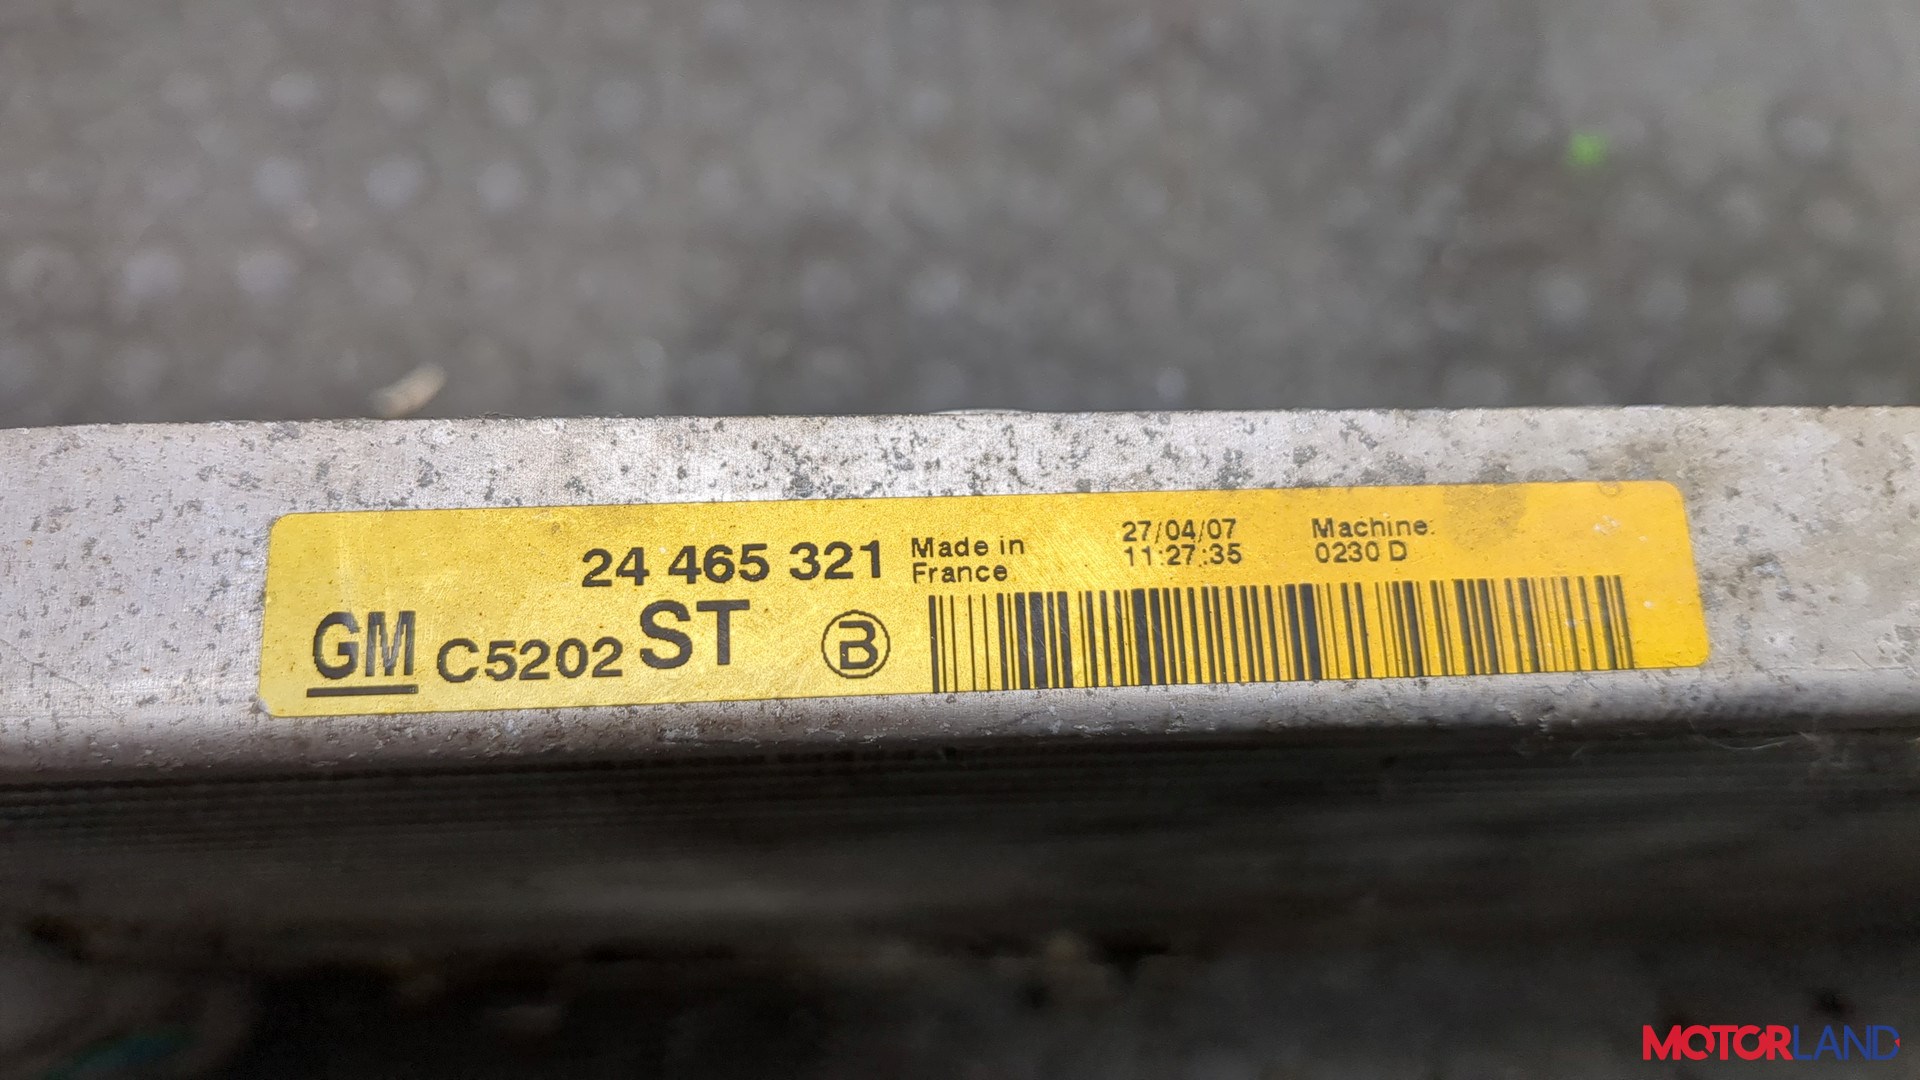 24 465 321
GM C5202 ST B
Made in
France
27/04/07
11:27:35
Machine:
0230 D
MOTORLAND